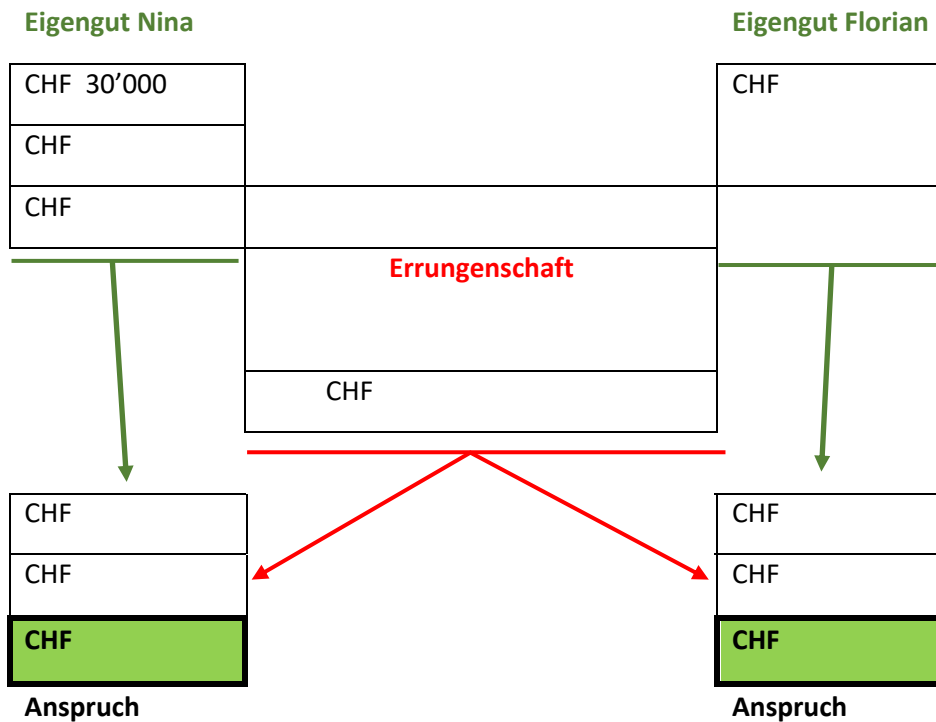 Eigengut Nina
Eigengut Florian
CHF 30’000
CHF
CHF
CHF
Errungenschaft
CHF
CHF
CHF
CHF
CHF
CHF
CHF
Anspruch
Anspruch